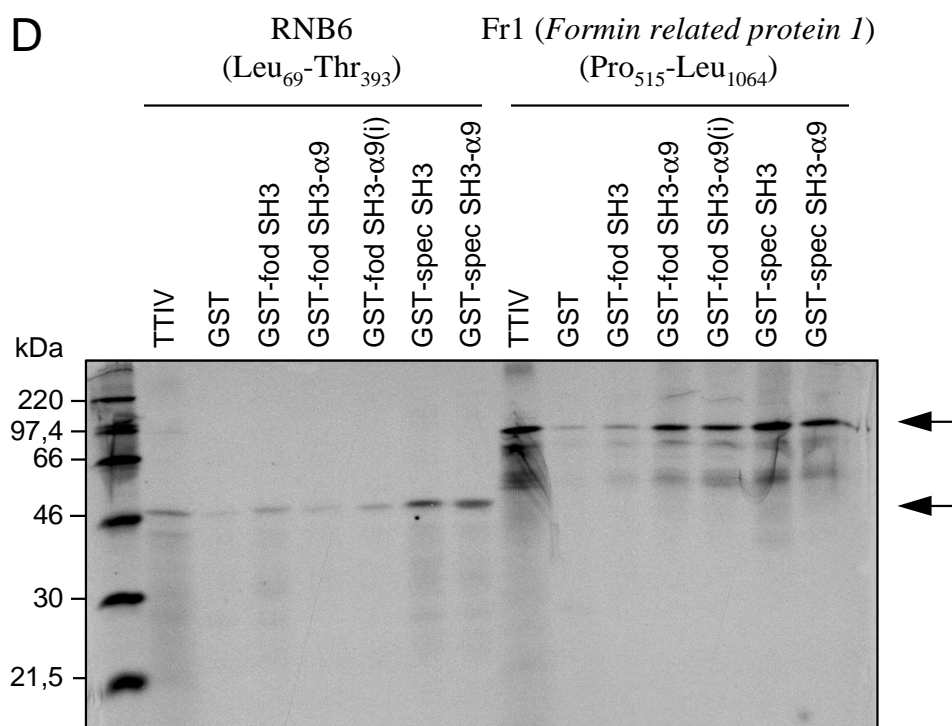 D
RNB6
(Leu69-Thr393)
Fr1 (Formin related protein 1)
(Pro515-Leu1064)
TTIV
GST
GST-fod SH3
GST-fod SH3-α9
GST-fod SH3-α9(i)
GST-spec SH3
GST-spec SH3-α9
TTIV
GST
GST-fod SH3
GST-fod SH3-α9
GST-fod SH3-α9(i)
GST-spec SH3
GST-spec SH3-α9
kDa
220
97,4
66
46
30
21,5